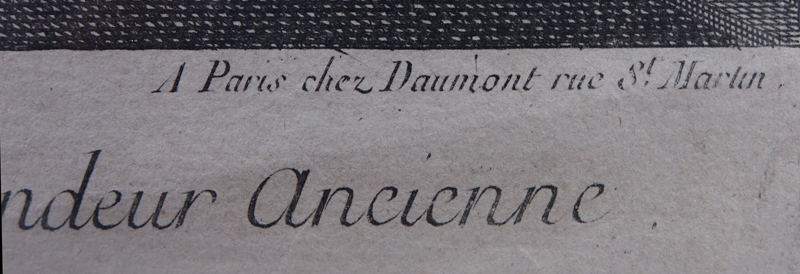 A Paris chez Daumont rue S.t Martin.
ndeur Ancienne.